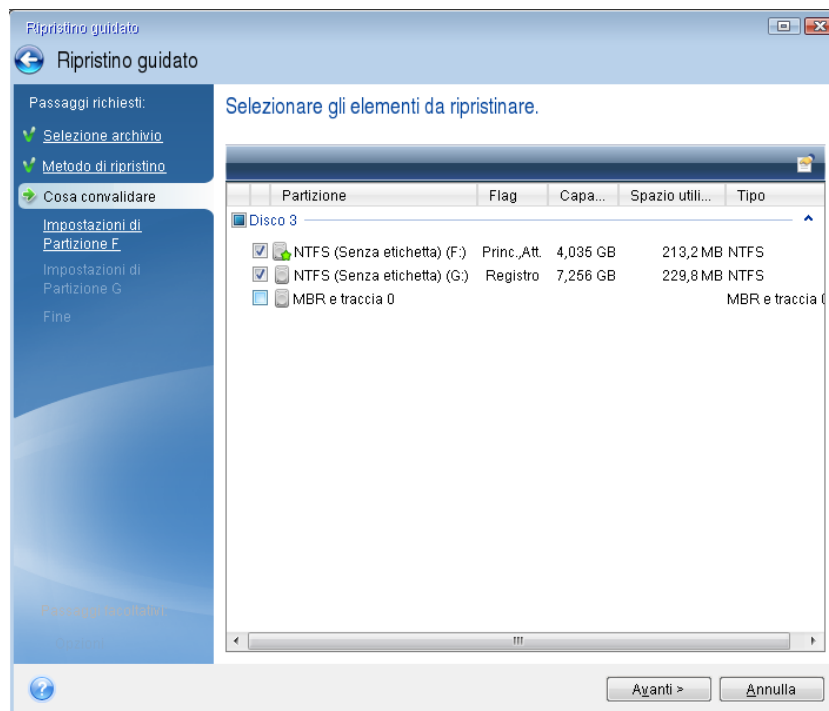 Ripristino guidato
Ripristino guidato
Passaggi richiesti:
Selezione archivio
Metodo di ripristino
Cosa convalidare
Impostazioni di
Partizione F
Impostazioni di
Partizione G
Fine
Selezionare gli elementi da ripristinare.
Partizione Flag Capa... Spazio utili... Tipo
Disco 3
NTFS (Senza etichetta) (F:) Princ.,Att. 4,035 GB 213,2 MB NTFS
NTFS (Senza etichetta) (G:) Registro 7,256 GB 229,8 MB NTFS
MBR e traccia 0 MBR e traccia
Avanti >
Annulla